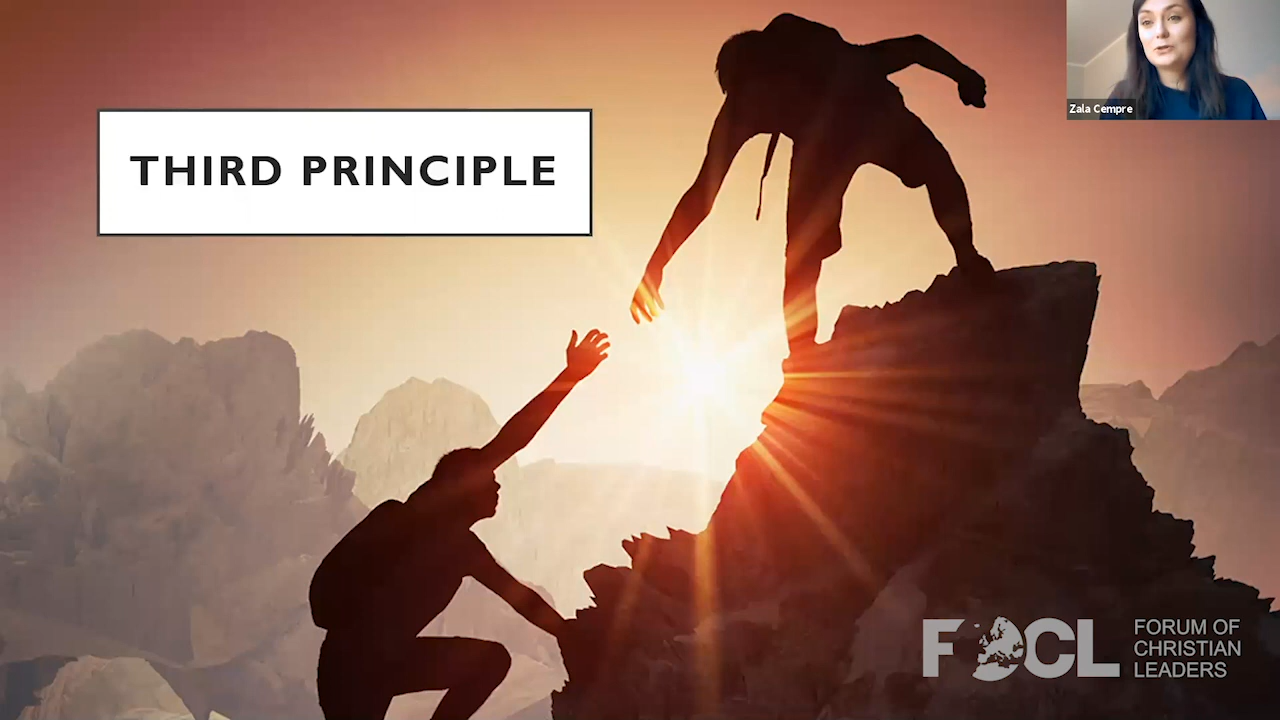 Zala Cempre
THIRD PRINCIPLE
FOCL
FORUM OF
CHRISTIAN
LEADERS